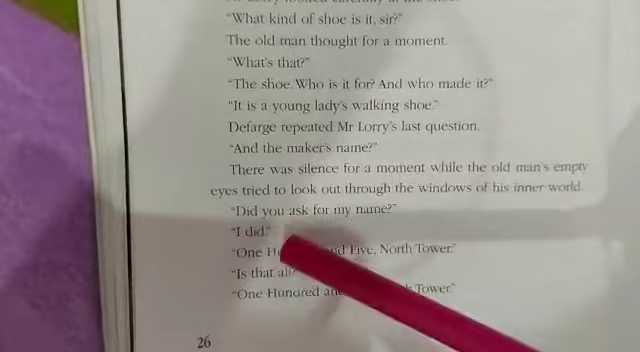 "What kind of shoe is it, sir?"
The old man thought for a moment.
"What's that?"
"The shoe. Who is it for? And who made it?"
"It is a young lady's walking shoe."
Defarge repeated Mr Lorry's last question.
"And the maker's name?"
There was silence for a moment while the old man's empty
eyes tried to look out through the windows of his inner world.
"Did you ask for my name?"
"I did."
"One Five, North Tower."
"Is that all?
"One Hundred Tower."
26